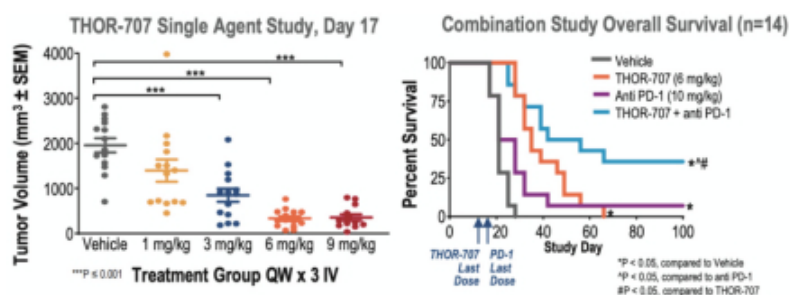 THOR-707 Single Agent Study, Day 17
Tumor Volume (mm³ ± SEM)
4000
3000
2000
1000
0
***
***
***
Vehicle
1 mg/kg
3 mg/kg
6 mg/kg
9 mg/kg
***P ≤ 0.001
Treatment Group QW x 3 IV
Combination Study Overall Survival (n=14)
Percent Survival
100
75
50
25
0
Vehicle
THOR-707 (6 mg/kg)
Anti PD-1 (10 mg/kg)
THOR-707 + anti PD-1
*^#
*
*
0
20
40
60
80
100
Study Day
THOR-707
Last
Dose
PD-1
Last
Dose
*P < 0.05, compared to Vehicle
^P < 0.05, compared to anti PD-1
#P < 0.05, compared to THOR-707